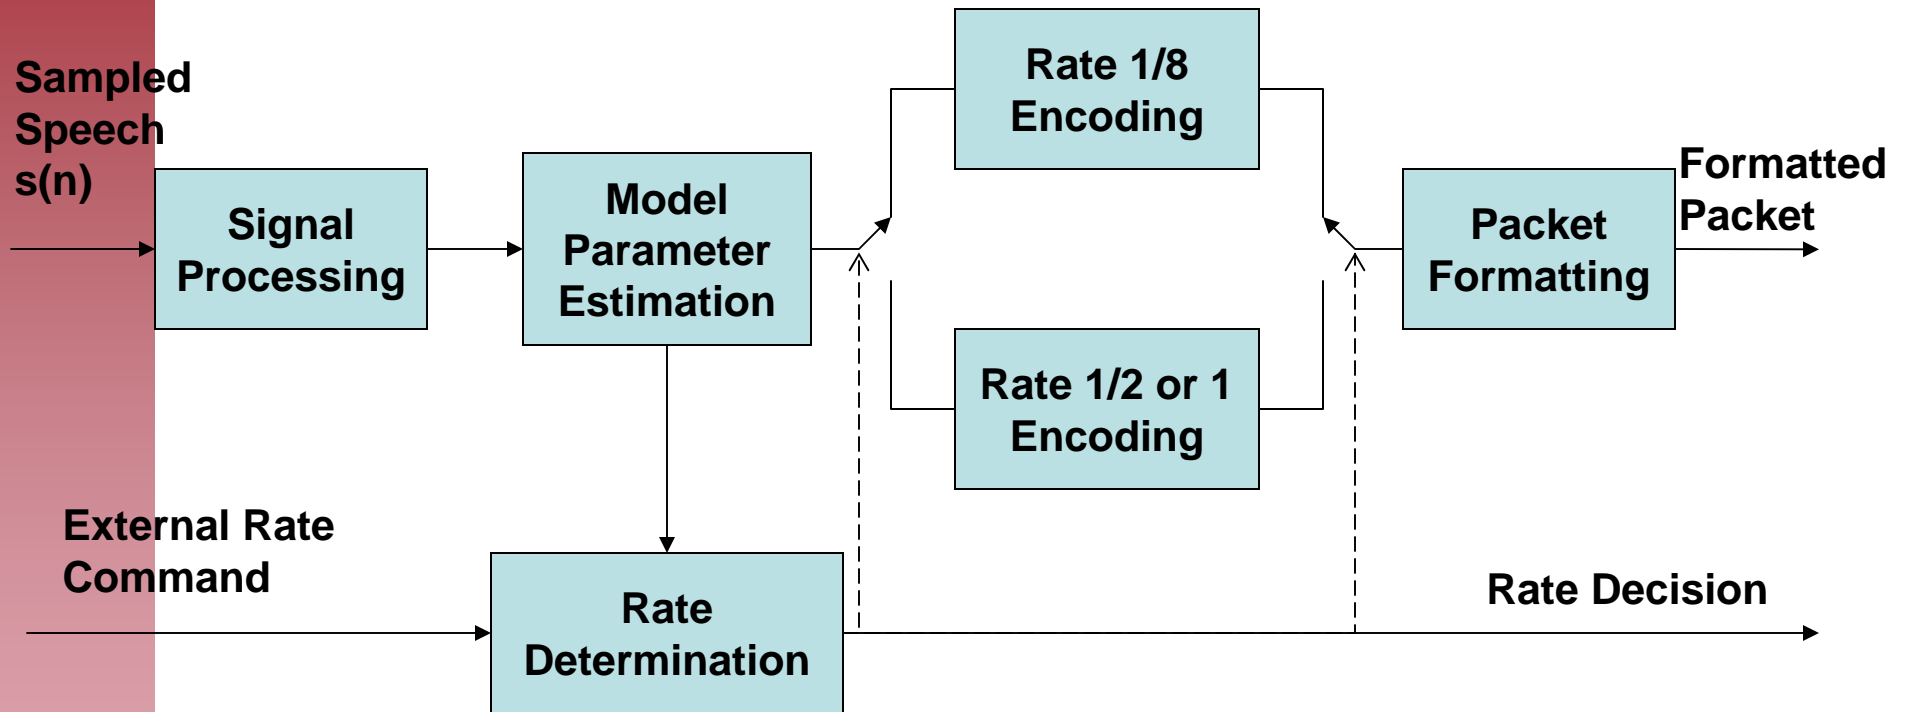 Sampled
Speech
s(n)
Signal
Processing
Model
Parameter
Estimation
Rate 1/8
Encoding
Rate 1/2 or 1
Encoding
Packet
Formatting
Formatted
Packet
External Rate
Command
Rate
Determination
Rate Decision